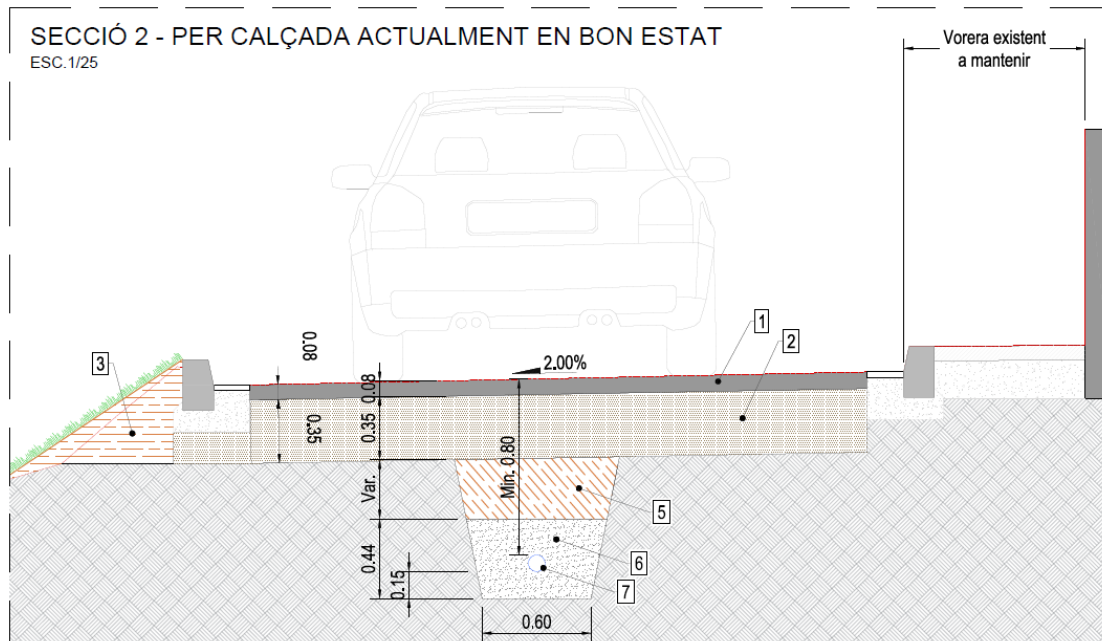 SECCIÓ 2 - PER CALÇADA ACTUALMENT EN BON ESTAT
ESC.1/25
Vorera existent
a mantenir
1
2
3
0.08
2.00%
0.08
0.35
0.35
Min. 0.80
Var.
5
0.44
6
0.15
7
0.60